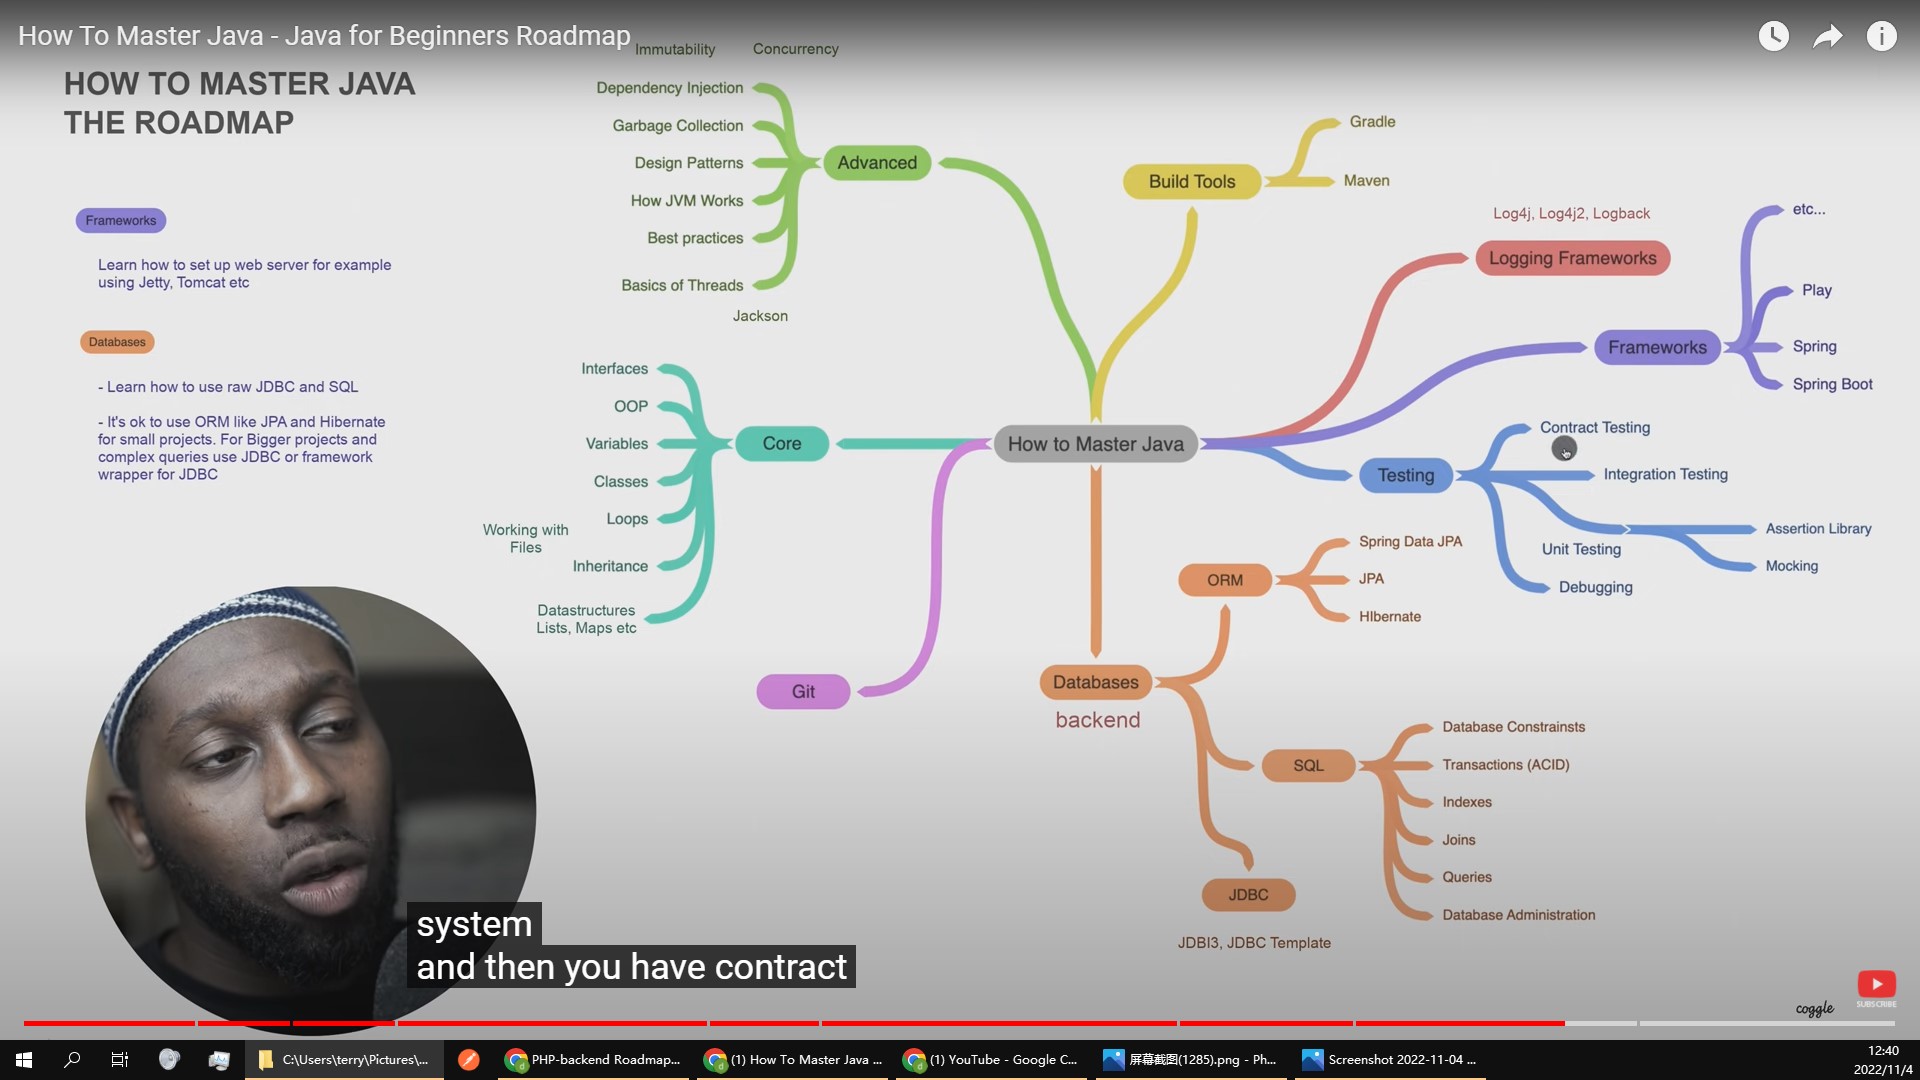 How To Master Java - Java for Beginners Roadmap
HOW TO MASTER JAVA
THE ROADMAP
Frameworks
Learn how to set up web server for example
using Jetty, Tomcat etc
Databases
- Learn how to use raw JDBC and SQL
- It's ok to use ORM like JPA and Hibernate
for small projects. For Bigger projects and
complex queries use JDBC or framework
wrapper for JDBC
Immutability
Concurrency
Dependency Injection
Garbage Collection
Design Patterns
How JVM Works
Best practices
Basics of Threads
Jackson
Advanced
Interfaces
OOP
Variables
Classes
Loops
Working with
Files
Inheritance
Datastructures
Lists, Maps etc
Core
Git
How to Master Java
Build Tools
Gradle
Maven
Log4j, Log4j2, Logback
Logging Frameworks
Frameworks
etc...
Play
Spring
Spring Boot
Testing
Contract Testing
Integration Testing
Unit Testing
Assertion Library
Mocking
Debugging
Databases
backend
ORM
Spring Data JPA
JPA
HIbernate
SQL
Database Constrainsts
Transactions (ACID)
Indexes
Joins
Queries
Database Administration
JDBC
JDBI3, JDBC Template
system
and then you have contract
SUBSCRIBE
coggle
C:\Users\terry\Pictures\...
PHP-backend Roadmap...
(1) How To Master Java ...
(1) YouTube - Google C...
屏幕截图(1285).png - Ph...
Screenshot 2022-11-04 ...
12:40
2022/11/4